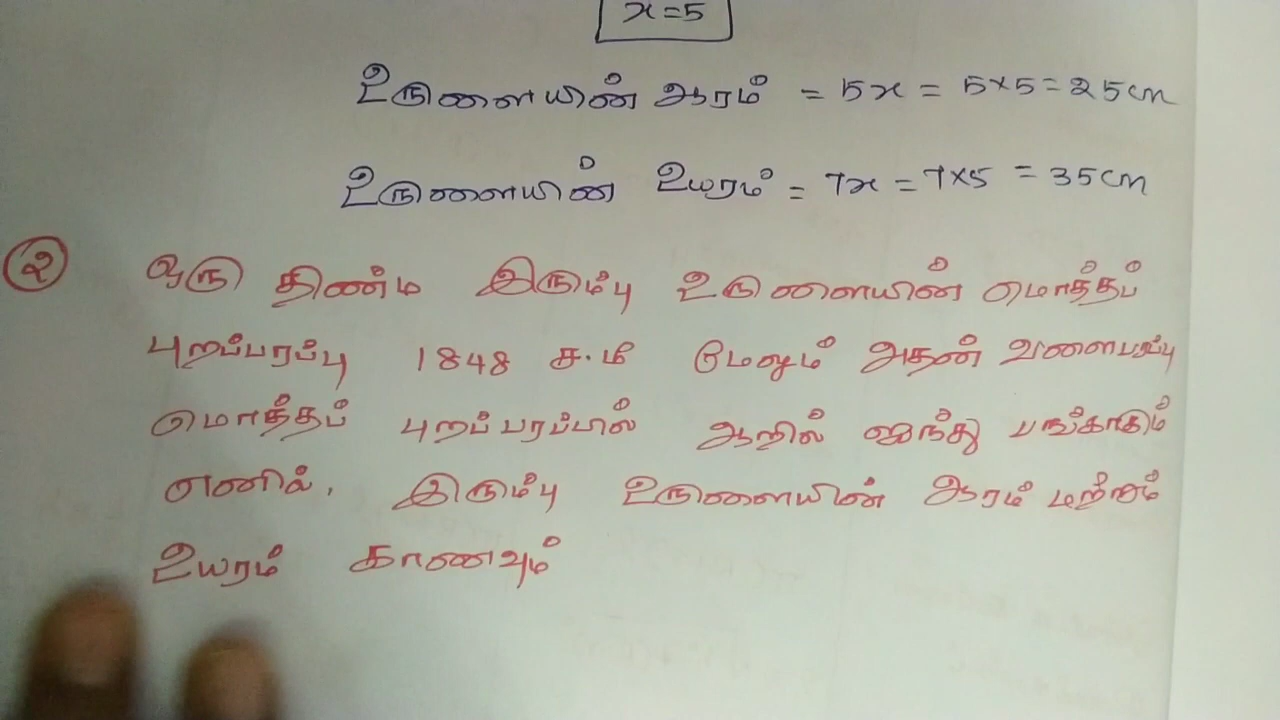 x=5
உருளையின் ஆரம் = 5x = 5×5=25cm
உருளையின் உயரம் = 7x = 7×5 = 35cm
② ஒரு திண்ம இரும்பு உருளையின் மொத்தப்
புறப்பரப்பு 1848 ச.மீ மேலும் அதன் வளைபரப்பு
மொத்தப் புறப்பரப்பில் ஆறில் ஐந்து பங்காகும்
எனில், இரும்பு உருளையின் ஆரம் மற்றும்
உயரம் காணவும்